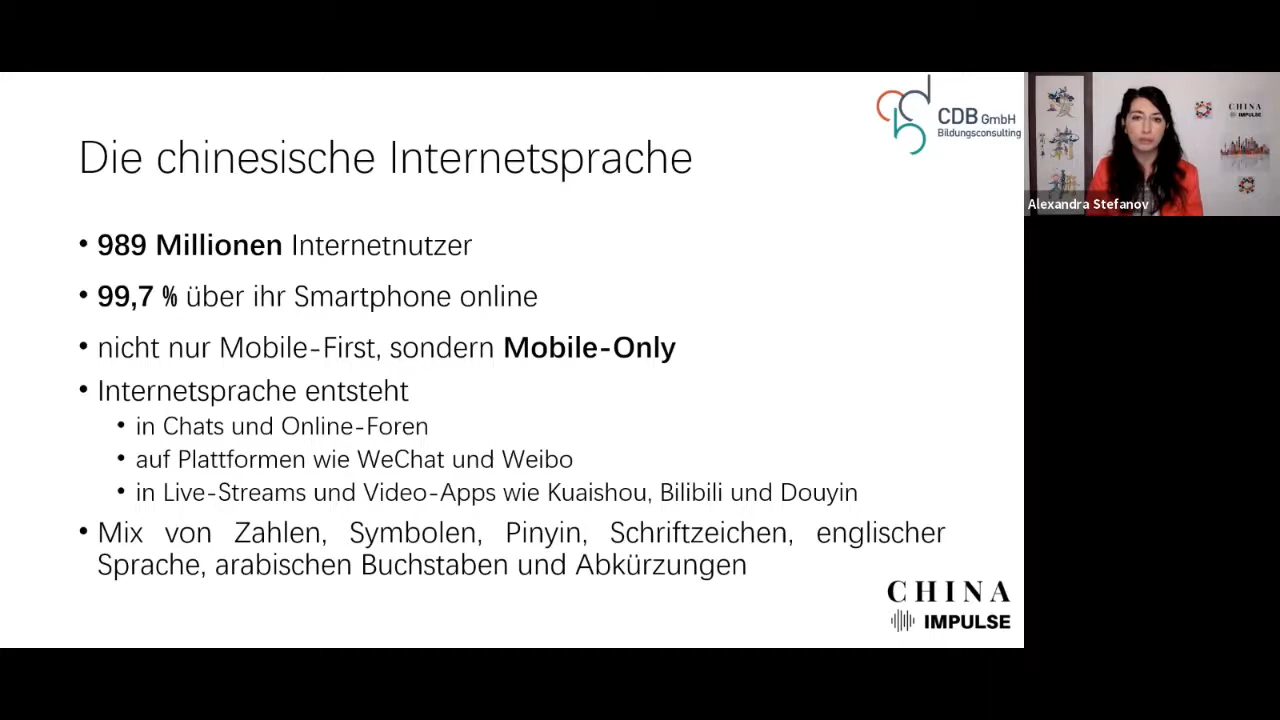 CDB GmbH
Bildungsconsulting
Die chinesische Internetsprache
• 989 Millionen Internetnutzer
• 99,7 % über ihr Smartphone online
• nicht nur Mobile-First, sondern Mobile-Only
• Internetsprache entsteht
• in Chats und Online-Foren
• auf Plattformen wie WeChat und Weibo
• in Live-Streams und Video-Apps wie Kuaishou, Bilibili und Douyin
• Mix von Zahlen, Symbolen, Pinyin, Schriftzeichen, englischer
Sprache, arabischen Buchstaben und Abkürzungen
CHINA
IMPULSE
CHINA
IMPULSE
Alexandra Stefanov